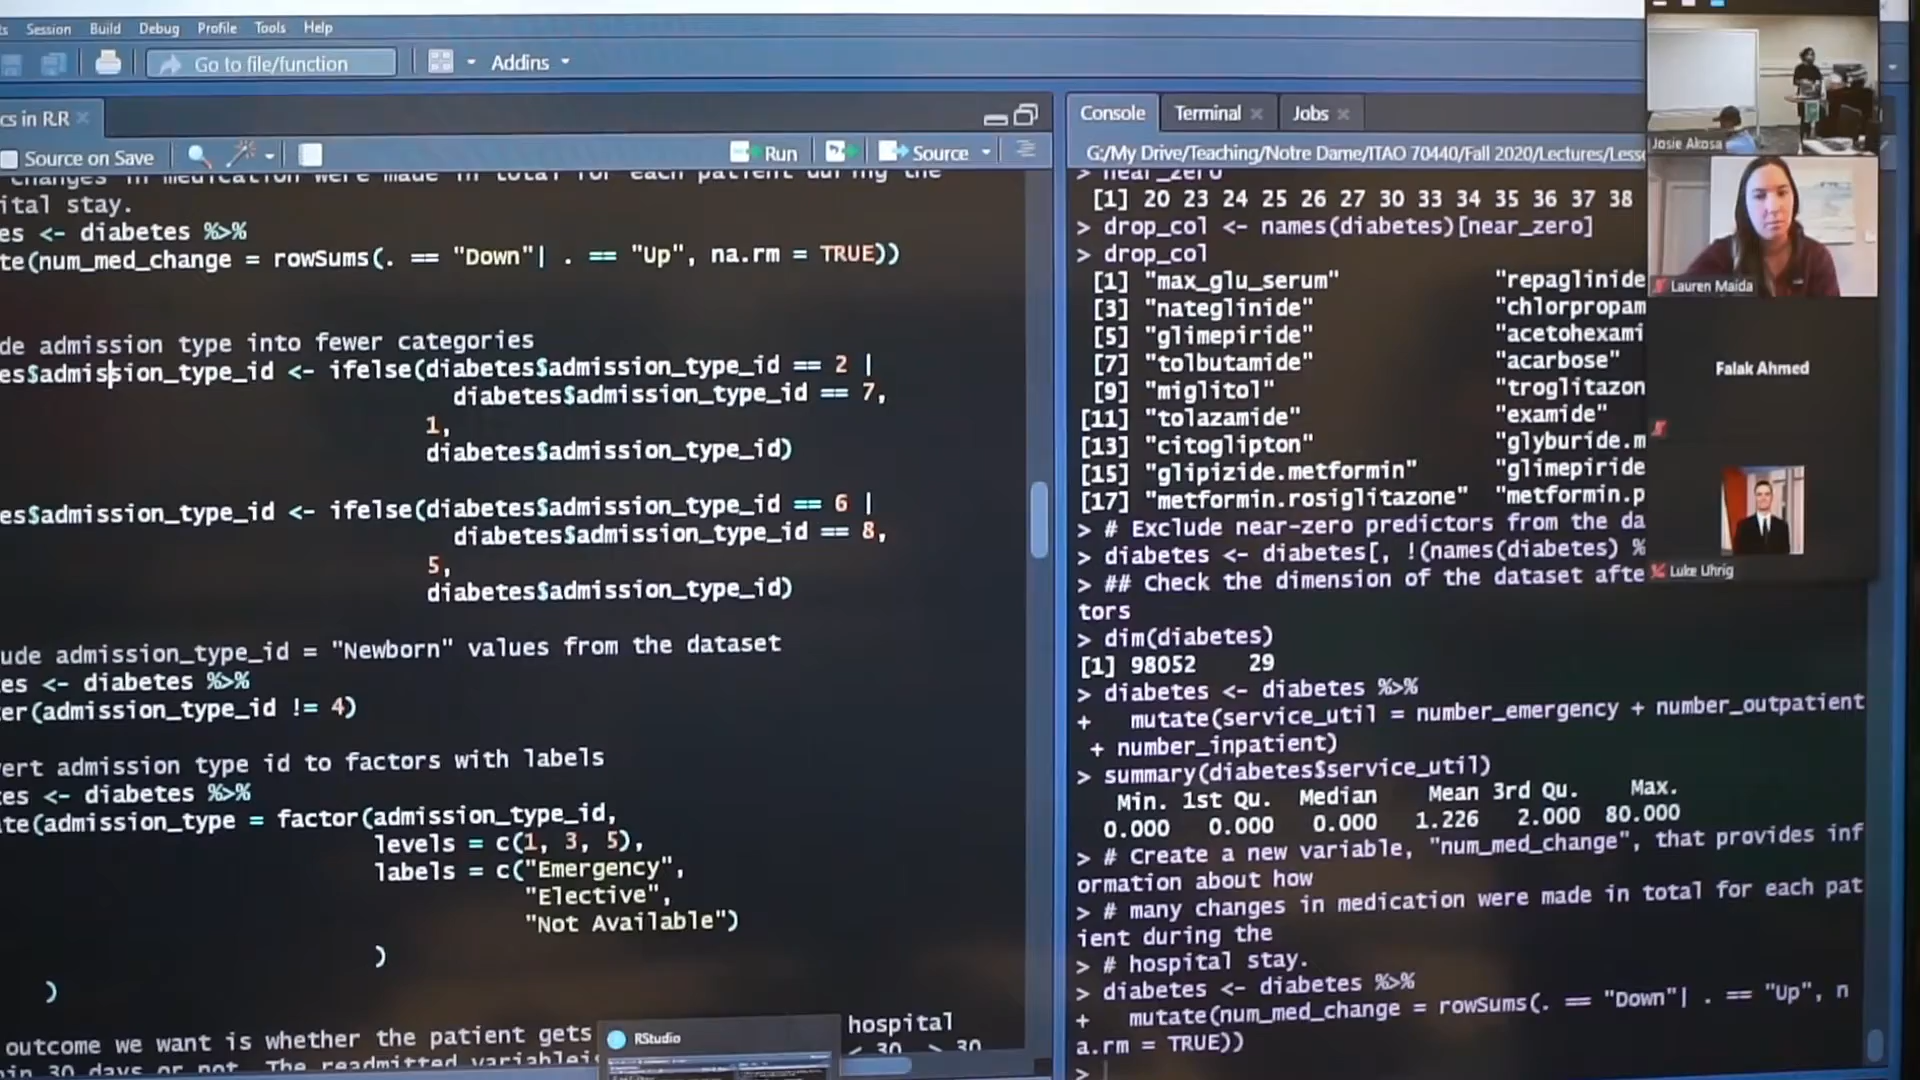 Session Build Debug Profile Tools Help
Go to file/function
Addins
cs in R.R
Source on Save
Run
Source
changes in medication were made in total for each patient during the
ital stay.
es <- diabetes %>%
te(num_med_change = rowSums(. == "Down"| . == "Up", na.rm = TRUE))
de admission type into fewer categories
es$admission_type_id <- ifelse(diabetes$admission_type_id == 2 |
diabetes$admission_type_id == 7,
1,
diabetes$admission_type_id)
es$admission_type_id <- ifelse(diabetes$admission_type_id == 6 |
diabetes$admission_type_id == 8,
5,
diabetes$admission_type_id)
ude admission_type_id = "Newborn" values from the dataset
es <- diabetes %>%
er(admission_type_id != 4)
vert admission type id to factors with labels
es <- diabetes %>%
te(admission_type = factor(admission_type_id,
levels = c(1, 3, 5),
labels = c("Emergency",
"Elective",
"Not Available")
)
)
outcome we want is whether the patient gets
hospital
in 30 days or not. The readmitted variable
< 30, > 30
RStudio
Console Terminal Jobs
G:/My Drive/Teaching/Notre Dame/ITAO 70440/Fall 2020/Lectures/Less
> near_zero
[1] 20 23 24 25 26 27 30 33 34 35 36 37 38
> drop_col <- names(diabetes)[near_zero]
> drop_col
[1] "max_glu_serum" "repaglinide
[3] "nateglinide" "chlorpropam
[5] "glimepiride" "acetohexami
[7] "tolbutamide" "acarbose"
[9] "miglitol" "troglitazon
[11] "tolazamide" "examide"
[13] "citoglipton" "glyburide.m
[15] "glipizide.metformin" "glimepiride
[17] "metformin.rosiglitazone" "metformin.p
> # Exclude near-zero predictors from the da
> diabetes <- diabetes[, !(names(diabetes) %
> ## Check the dimension of the dataset afte
tors
> dim(diabetes)
[1] 98052 29
> diabetes <- diabetes %>%
+ mutate(service_util = number_emergency + number_outpatient
+ number_inpatient)
> summary(diabetes$service_util)
Min. 1st Qu. Median Mean 3rd Qu. Max.
0.000 0.000 0.000 1.226 2.000 80.000
> # Create a new variable, "num_med_change", that provides inf
ormation about how
> # many changes in medication were made in total for each pat
ient during the
> # hospital stay.
> diabetes <- diabetes %>%
+ mutate(num_med_change = rowSums(. == "Down"| . == "Up", n
a.rm = TRUE))
>
Josie Akosa
Lauren Maida
Falak Ahmed
Luke Uhrig